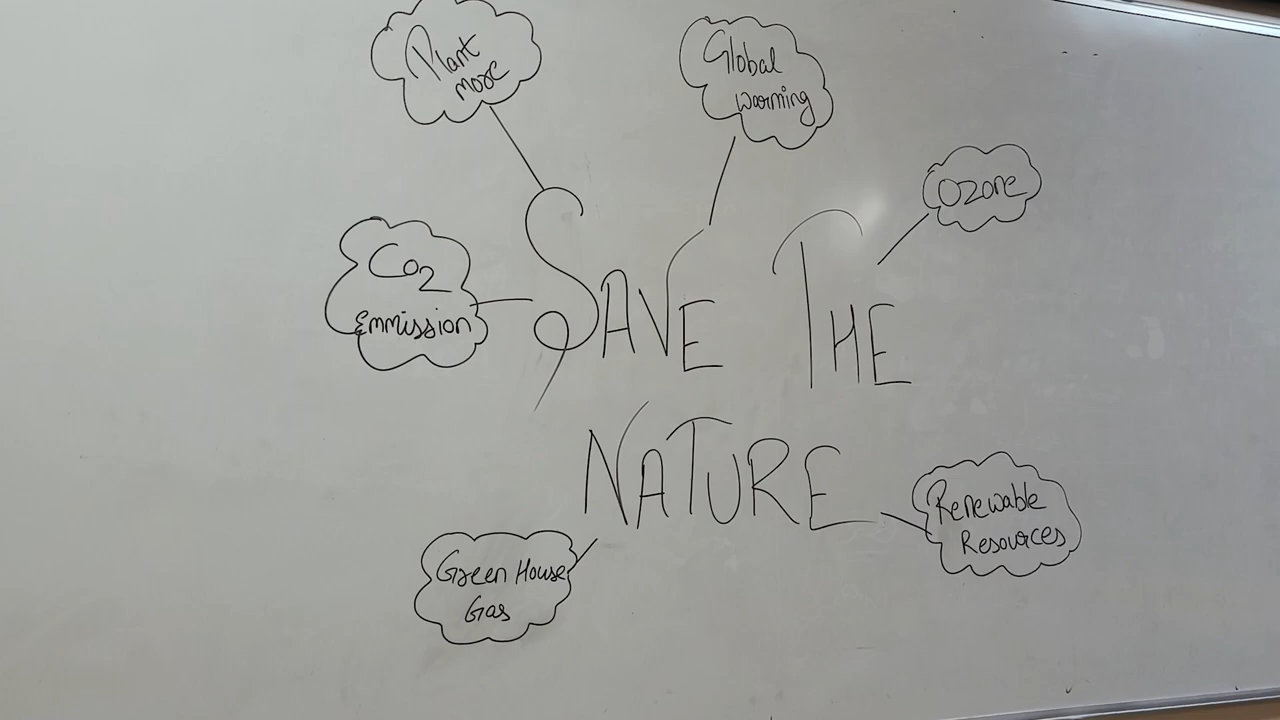 Plant
more
Global
warming
Ozone
CO2
Emmission
SAVE THE
NATURE
Renewable
Resources
Green House
Gas